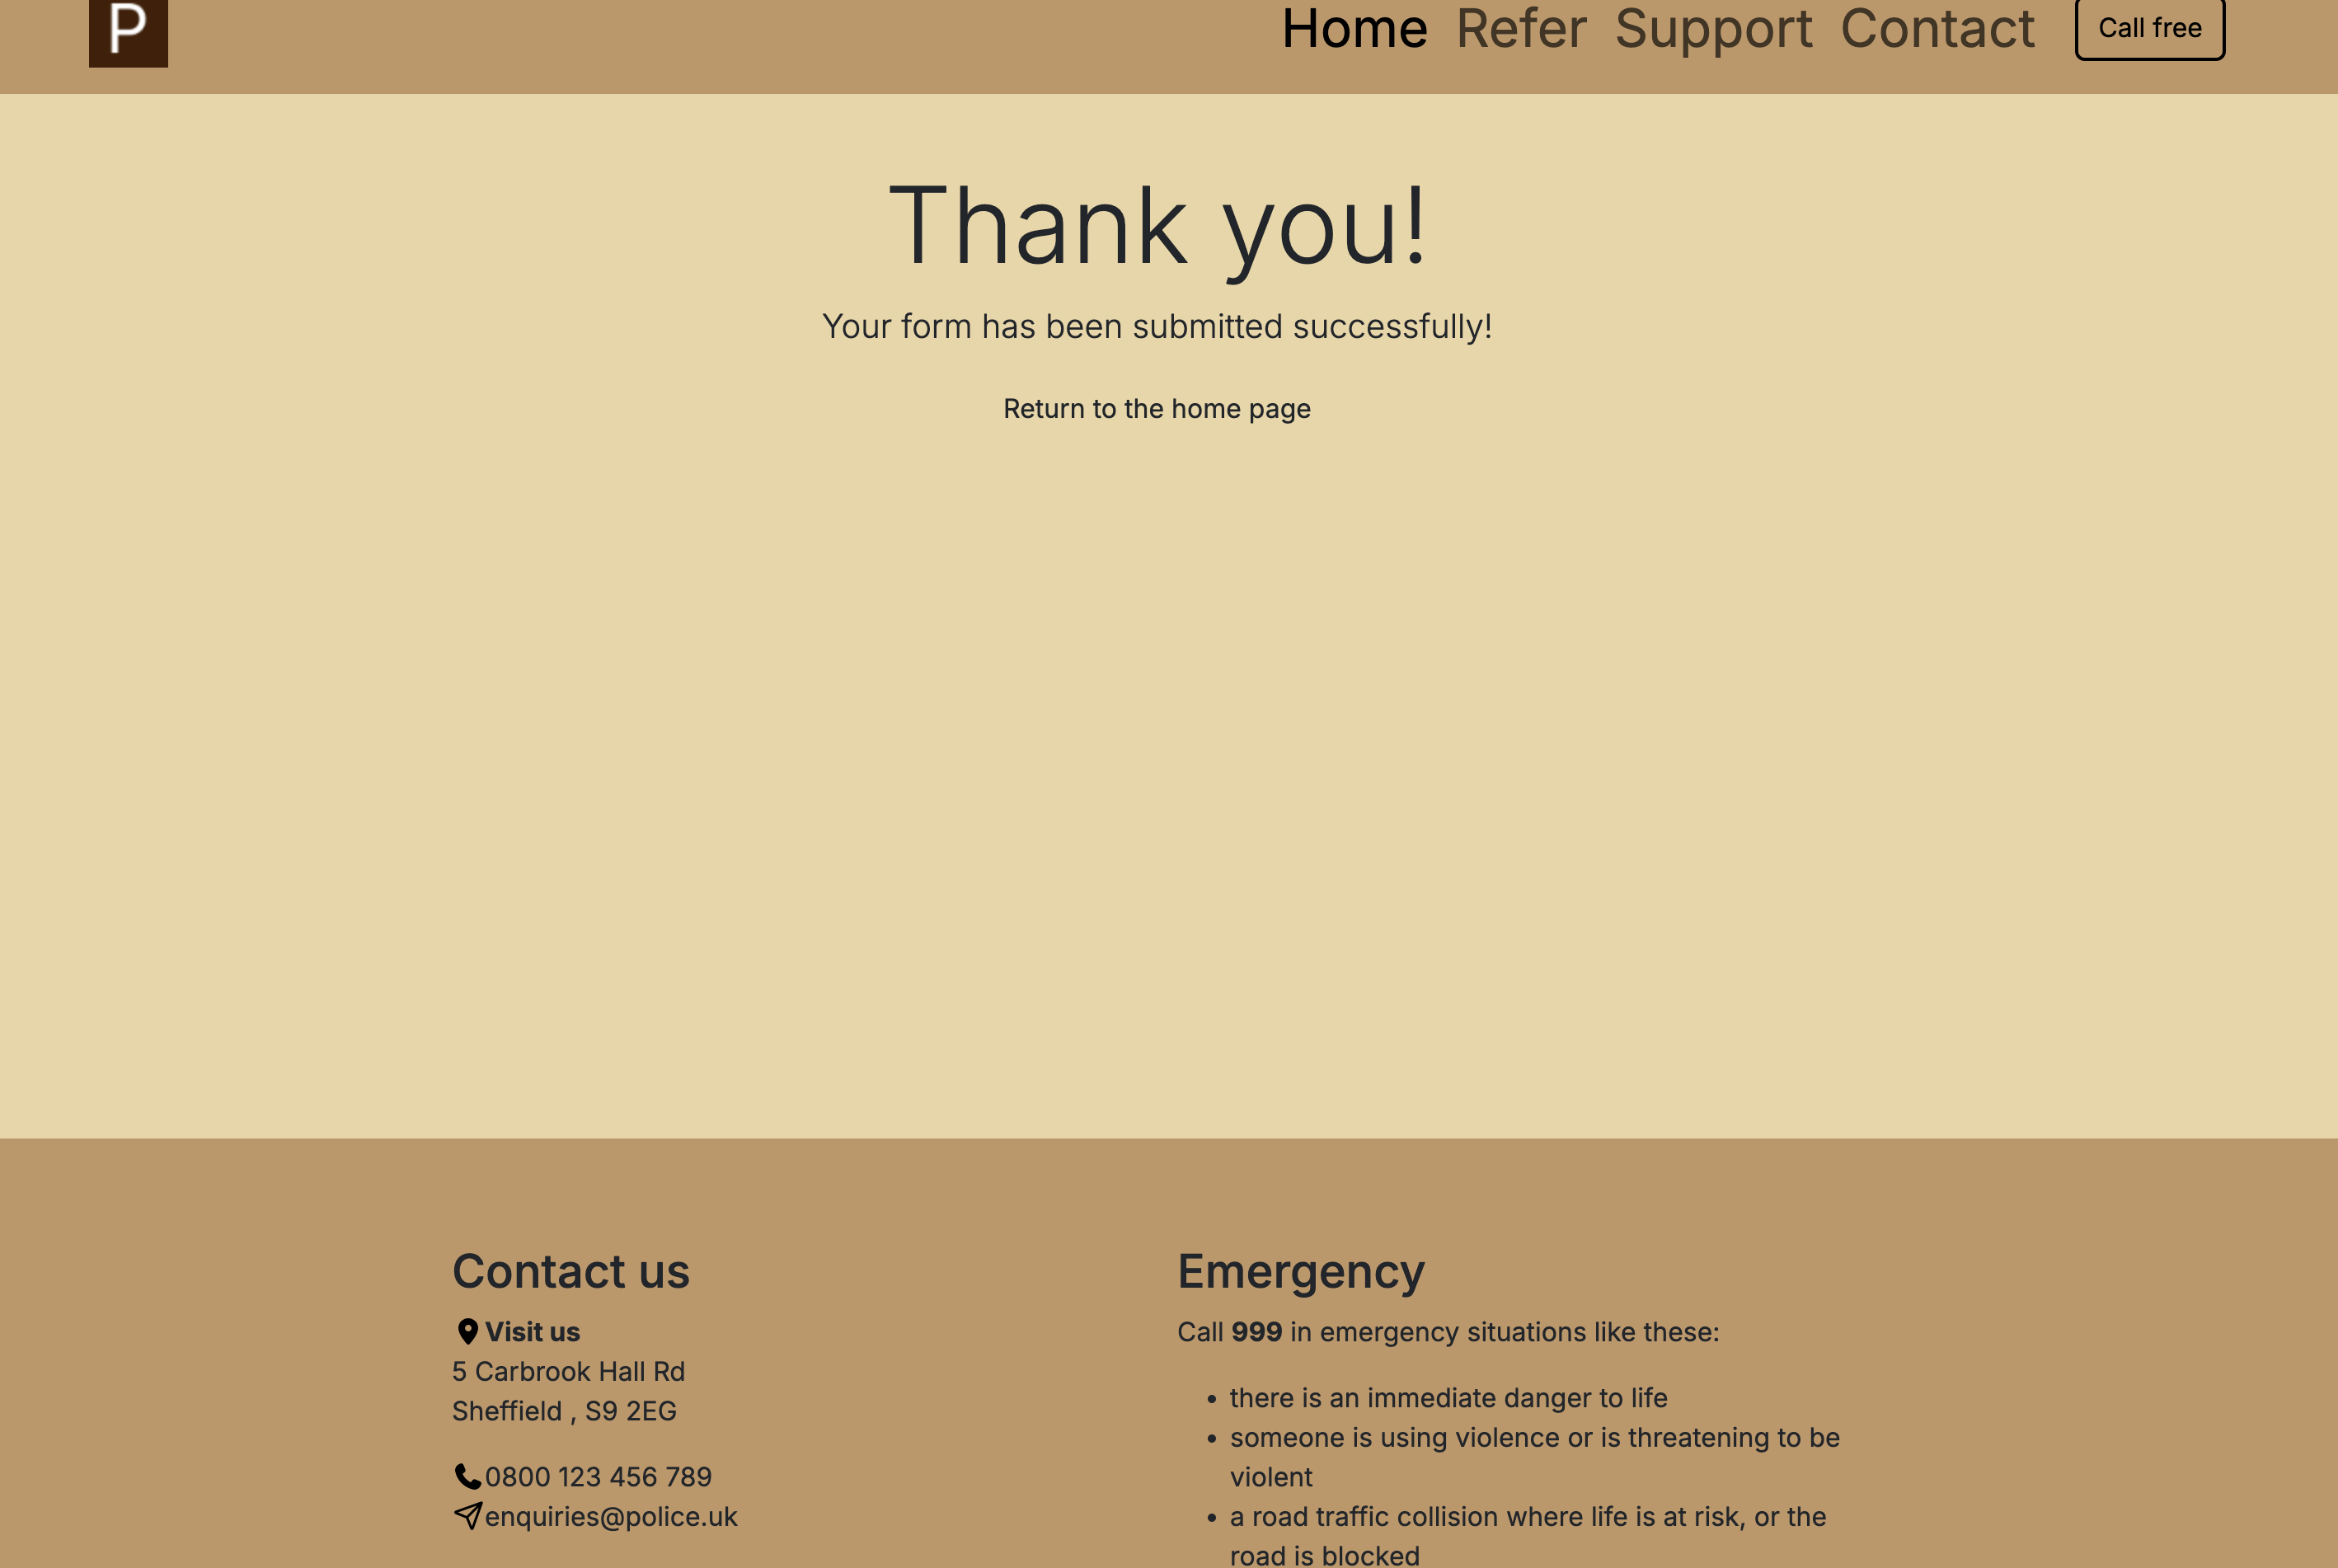 P
Home Refer Support Contact Call free
Thank you!
Your form has been submitted successfully!
Return to the home page
Contact us
Visit us
5 Carbrook Hall Rd
Sheffield , S9 2EG
0800 123 456 789
enquiries@police.uk
Emergency
Call 999 in emergency situations like these:
• there is an immediate danger to life
• someone is using violence or is threatening to be
violent
• a road traffic collision where life is at risk, or the
road is blocked